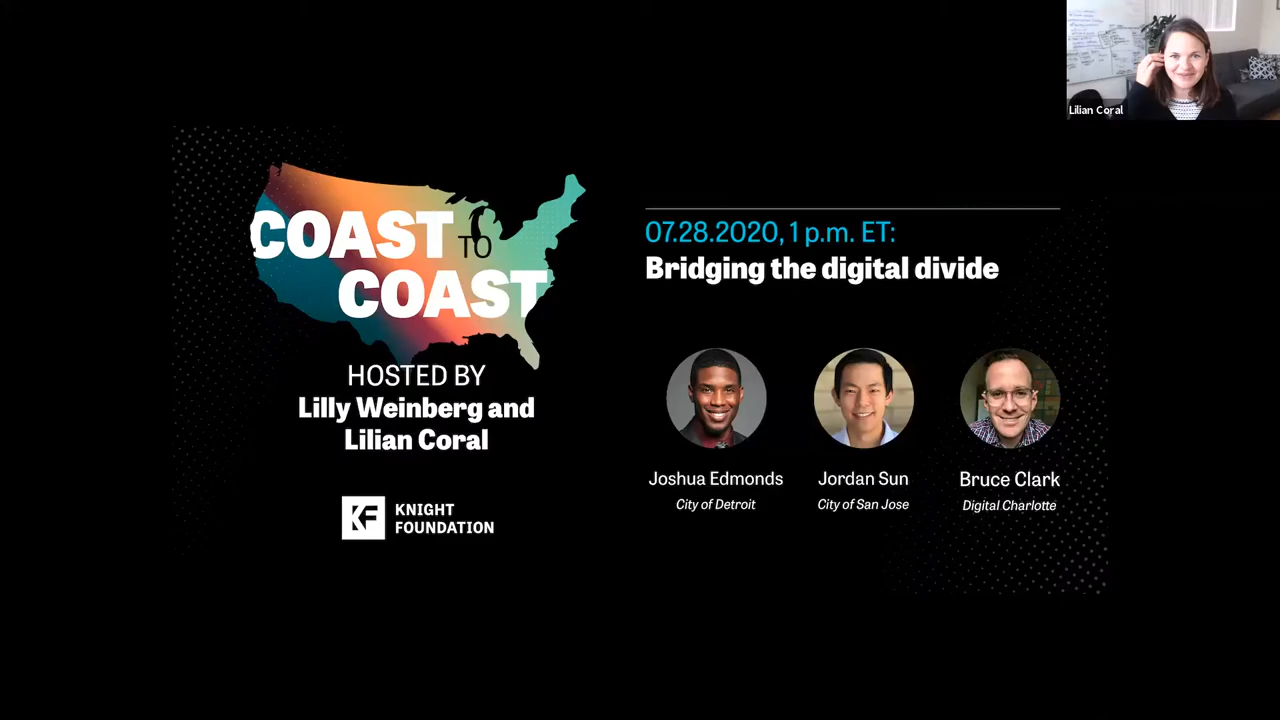 Lilian Coral
COAST
TO
COAST
HOSTED BY
Lilly Weinberg and
Lilian Coral
KF
KNIGHT
FOUNDATION
07.28.2020, 1 p.m. ET:
Bridging the digital divide
Joshua Edmonds
City of Detroit
Jordan Sun
City of San Jose
Bruce Clark
Digital Charlotte